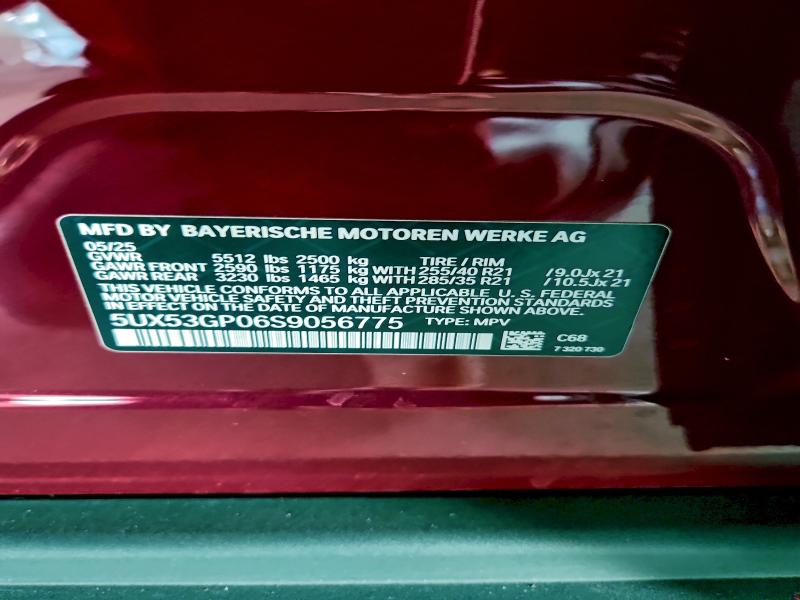 MFD BY BAYERISCHE MOTOREN WERKE AG
05/25
GVWR 5512 lbs 2500 kg TIRE / RIM
GAWR FRONT 2590 lbs 1175 kg WITH 255/40 R21 /9.0Jx 21
GAWR REAR 3230 lbs 1465 kg WITH 285/35 R21 /10.5Jx 21
THIS VEHICLE CONFORMS TO ALL APPLICABLE U.S. FEDERAL
MOTOR VEHICLE SAFETY AND THEFT PREVENTION STANDARDS
IN EFFECT ON THE DATE OF MANUFACTURE SHOWN ABOVE.
5UX53GP06S9056775 TYPE: MPV
C68
7 320 730